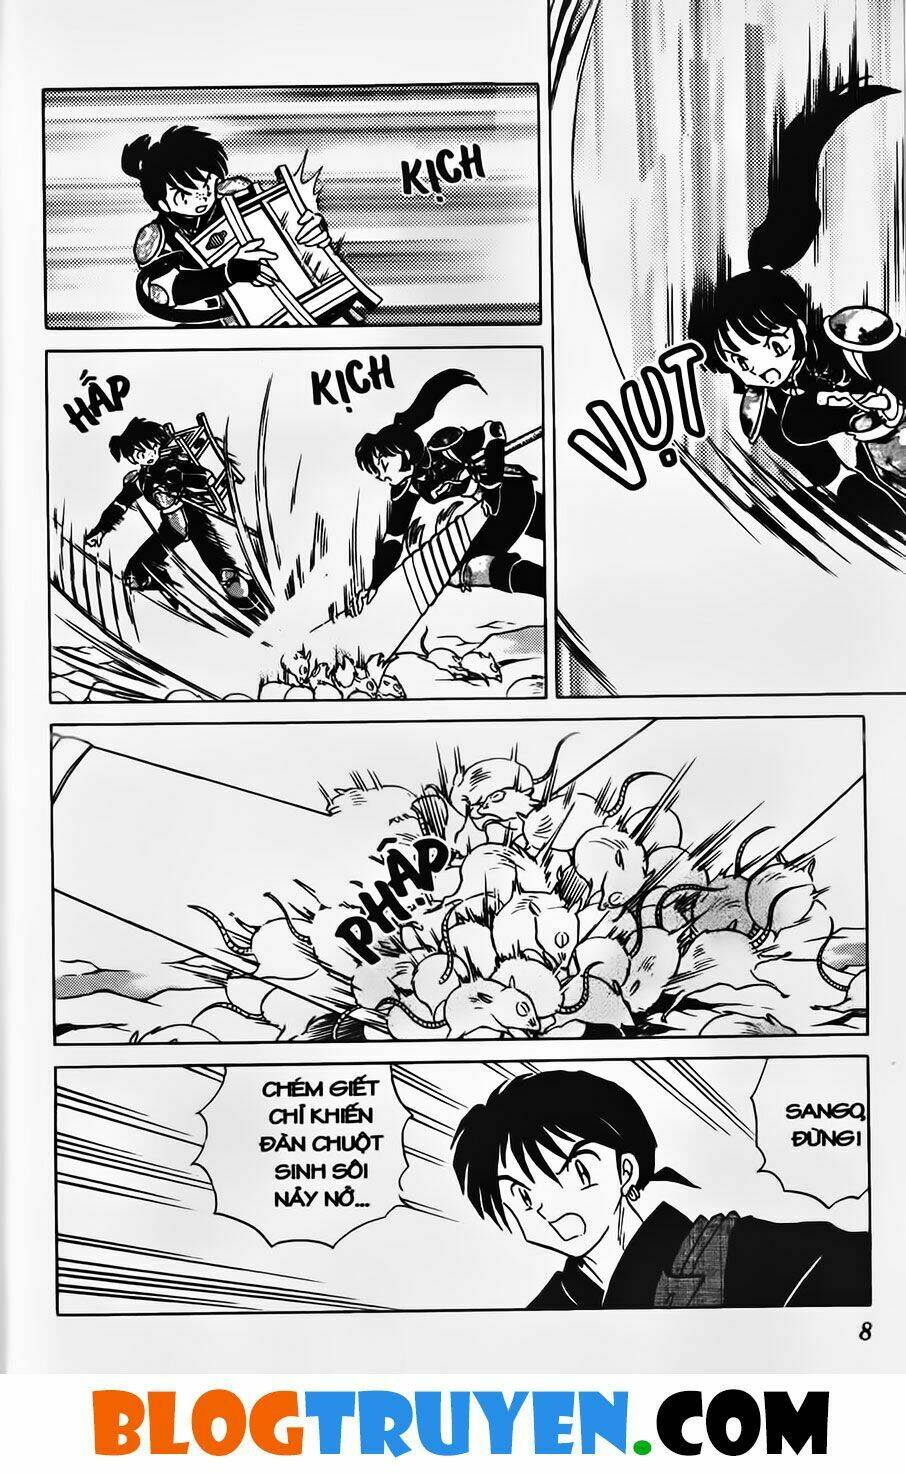 VỤT
KỊCH
KỊCH
HẤP
PHẬP
SANGO,
ĐỪNG!
CHÉM GIẾT
CHỈ KHIẾN
ĐÀN CHUỘT
SINH SÔI
NẢY NỞ...
8
BLOGTRUYEN.COM